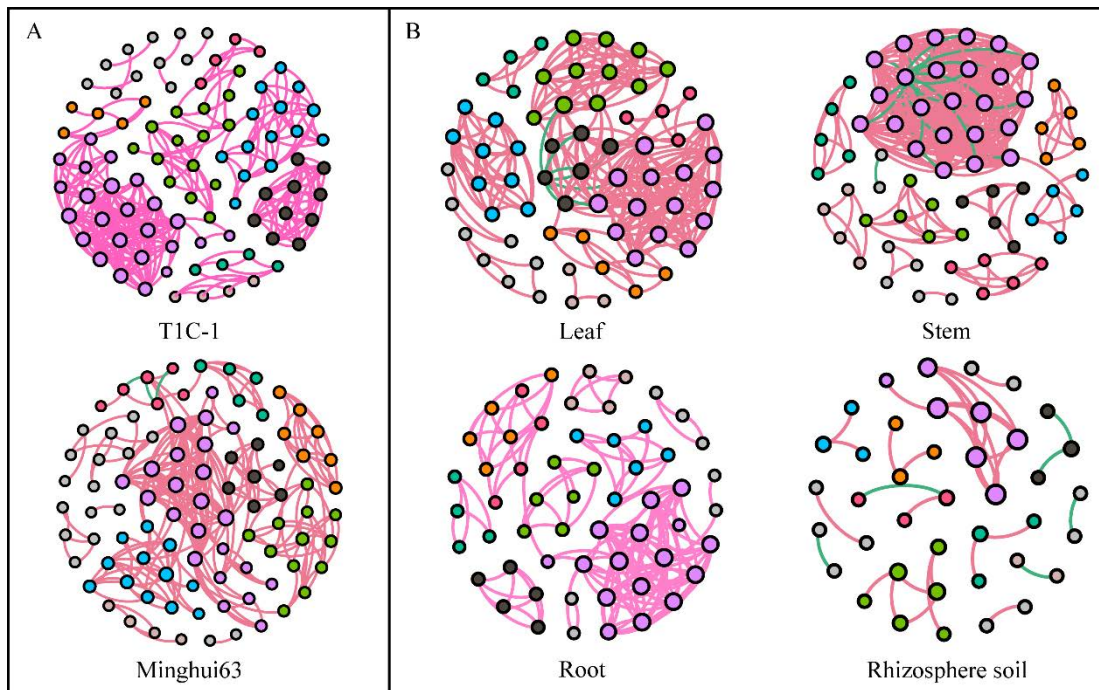 A
B
T1C-1
Leaf
Stem
Minghui63
Root
Rhizosphere soil